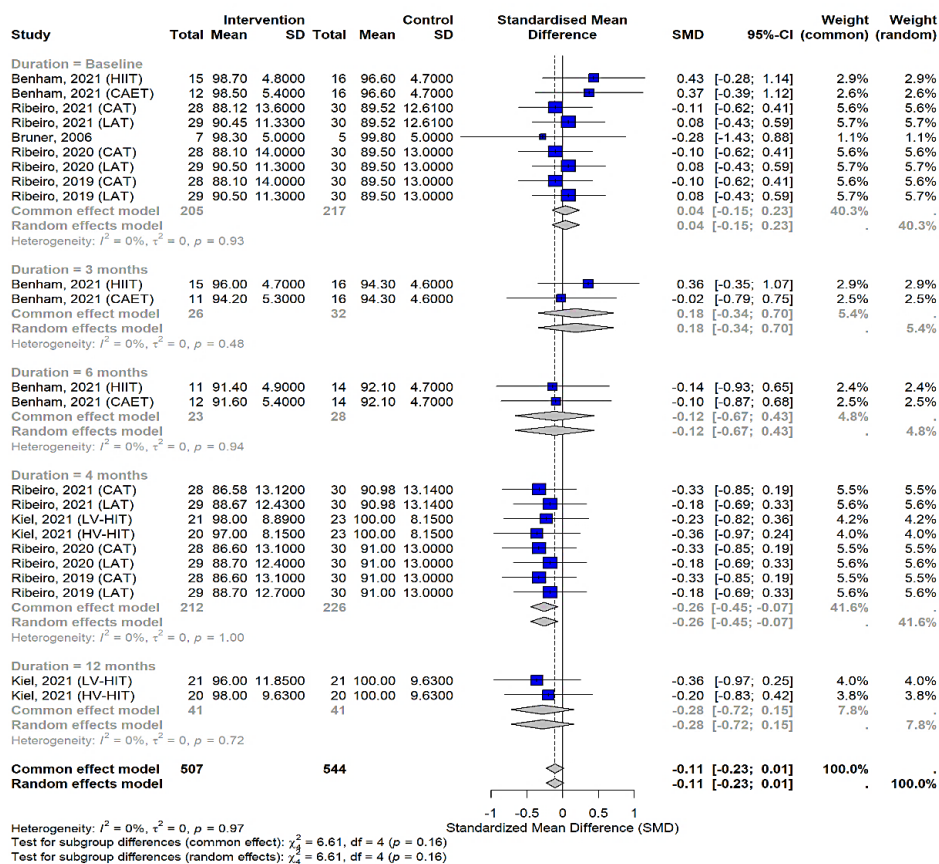 Intervention Control Standardised Mean Weight Weight
Study Total Mean SD Total Mean SD Difference SMD 95%-CI (common) (random)
Duration = Baseline
Benham, 2021 (HIIT) 15 98.70 4.8000 16 96.60 4.7000 0.43 [-0.28; 1.14] 2.9% 2.9%
Benham, 2021 (CAET) 12 98.50 5.4000 16 96.60 4.7000 0.37 [-0.39; 1.12] 2.6% 2.6%
Ribeiro, 2021 (CAT) 28 88.12 13.6000 30 89.52 12.6100 -0.11 [-0.62; 0.41] 5.6% 5.6%
Ribeiro, 2021 (LAT) 29 90.45 11.3300 30 89.52 12.6100 0.08 [-0.43; 0.59] 5.7% 5.7%
Bruner, 2006 7 98.30 5.0000 5 99.80 5.0000 -0.28 [-1.43; 0.88] 1.1% 1.1%
Ribeiro, 2020 (CAT) 28 88.10 14.0000 30 89.50 13.0000 -0.10 [-0.62; 0.41] 5.6% 5.6%
Ribeiro, 2020 (LAT) 29 90.50 11.3000 30 89.50 13.0000 0.08 [-0.43; 0.59] 5.7% 5.7%
Ribeiro, 2019 (CAT) 28 88.10 14.0000 30 89.50 13.0000 -0.10 [-0.62; 0.41] 5.6% 5.6%
Ribeiro, 2019 (LAT) 29 90.50 11.3000 30 89.50 13.0000 0.08 [-0.43; 0.59] 5.7% 5.7%
Common effect model 205 217 0.04 [-0.15; 0.23] 40.3% .
Random effects model 0.04 [-0.15; 0.23] . 40.3%
Heterogeneity: I² = 0%, τ² = 0, p = 0.93
Duration = 3 months
Benham, 2021 (HIIT) 15 96.00 4.7000 16 94.30 4.6000 0.36 [-0.35; 1.07] 2.9% 2.9%
Benham, 2021 (CAET) 11 94.20 5.3000 16 94.30 4.6000 -0.02 [-0.79; 0.75] 2.5% 2.5%
Common effect model 26 32 0.18 [-0.34; 0.70] 5.4% .
Random effects model 0.18 [-0.34; 0.70] . 5.4%
Heterogeneity: I² = 0%, τ² = 0, p = 0.48
Duration = 6 months
Benham, 2021 (HIIT) 11 91.40 4.9000 14 92.10 4.7000 -0.14 [-0.93; 0.65] 2.4% 2.4%
Benham, 2021 (CAET) 12 91.60 5.4000 14 92.10 4.7000 -0.10 [-0.87; 0.68] 2.5% 2.5%
Common effect model 23 28 -0.12 [-0.67; 0.43] 4.8% .
Random effects model -0.12 [-0.67; 0.43] . 4.8%
Heterogeneity: I² = 0%, τ² = 0, p = 0.94
Duration = 4 months
Ribeiro, 2021 (CAT) 28 86.58 13.1200 30 90.98 13.1400 -0.33 [-0.85; 0.19] 5.5% 5.5%
Ribeiro, 2021 (LAT) 29 88.67 12.4300 30 90.98 13.1400 -0.18 [-0.69; 0.33] 5.6% 5.6%
Kiel, 2021 (LV-HIT) 21 98.00 8.8900 23 100.00 8.1500 -0.23 [-0.82; 0.36] 4.2% 4.2%
Kiel, 2021 (HV-HIT) 20 97.00 8.1500 23 100.00 8.1500 -0.36 [-0.97; 0.24] 4.0% 4.0%
Ribeiro, 2020 (CAT) 28 86.60 13.1000 30 91.00 13.0000 -0.33 [-0.85; 0.19] 5.5% 5.5%
Ribeiro, 2020 (LAT) 29 88.70 12.4000 30 91.00 13.0000 -0.18 [-0.69; 0.33] 5.6% 5.6%
Ribeiro, 2019 (CAT) 28 86.60 13.1000 30 91.00 13.0000 -0.33 [-0.85; 0.19] 5.5% 5.5%
Ribeiro, 2019 (LAT) 29 88.70 12.7000 30 91.00 13.0000 -0.18 [-0.69; 0.33] 5.6% 5.6%
Common effect model 212 226 -0.26 [-0.45; -0.07] 41.6% .
Random effects model -0.26 [-0.45; -0.07] . 41.6%
Heterogeneity: I² = 0%, τ² = 0, p = 1.00
Duration = 12 months
Kiel, 2021 (LV-HIT) 21 96.00 11.8500 21 100.00 9.6300 -0.36 [-0.97; 0.25] 4.0% 4.0%
Kiel, 2021 (HV-HIT) 20 98.00 9.6300 20 100.00 9.6300 -0.20 [-0.83; 0.42] 3.8% 3.8%
Common effect model 41 41 -0.28 [-0.72; 0.15] 7.8% .
Random effects model -0.28 [-0.72; 0.15] . 7.8%
Heterogeneity: I² = 0%, τ² = 0, p = 0.72
Common effect model 507 544 -0.11 [-0.23; 0.01] 100.0% .
Random effects model -0.11 [-0.23; 0.01] . 100.0%
-1 -0.5 0 0.5 1
Heterogeneity: I² = 0%, τ² = 0, p = 0.97 Standardized Mean Difference (SMD)
Test for subgroup differences (common effect): χ²₄ = 6.61, df = 4 (p = 0.16)
Test for subgroup differences (random effects): χ²₄ = 6.61, df = 4 (p = 0.16)